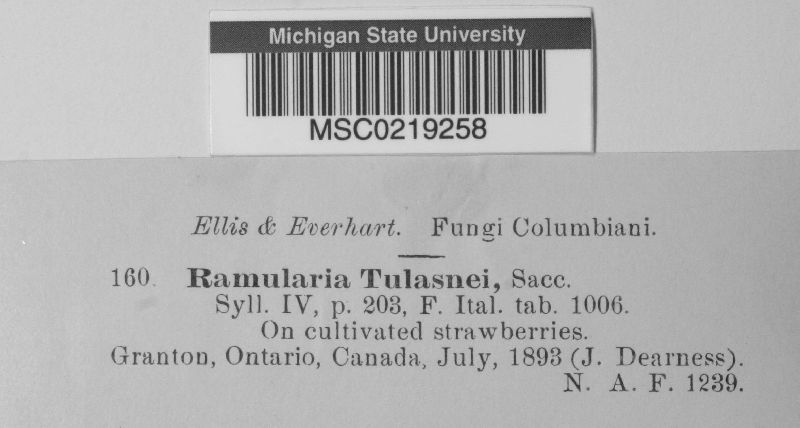 Michigan State University
MSC0219258
Ellis & Everhart. Fungi Columbiani.
160. Ramularia Tulasnei, Sacc.
Syll. IV, p. 203, F. Ital. tab. 1006.
On cultivated strawberries.
Granton, Ontario, Canada, July, 1893 (J. Dearness).
N. A. F. 1239.